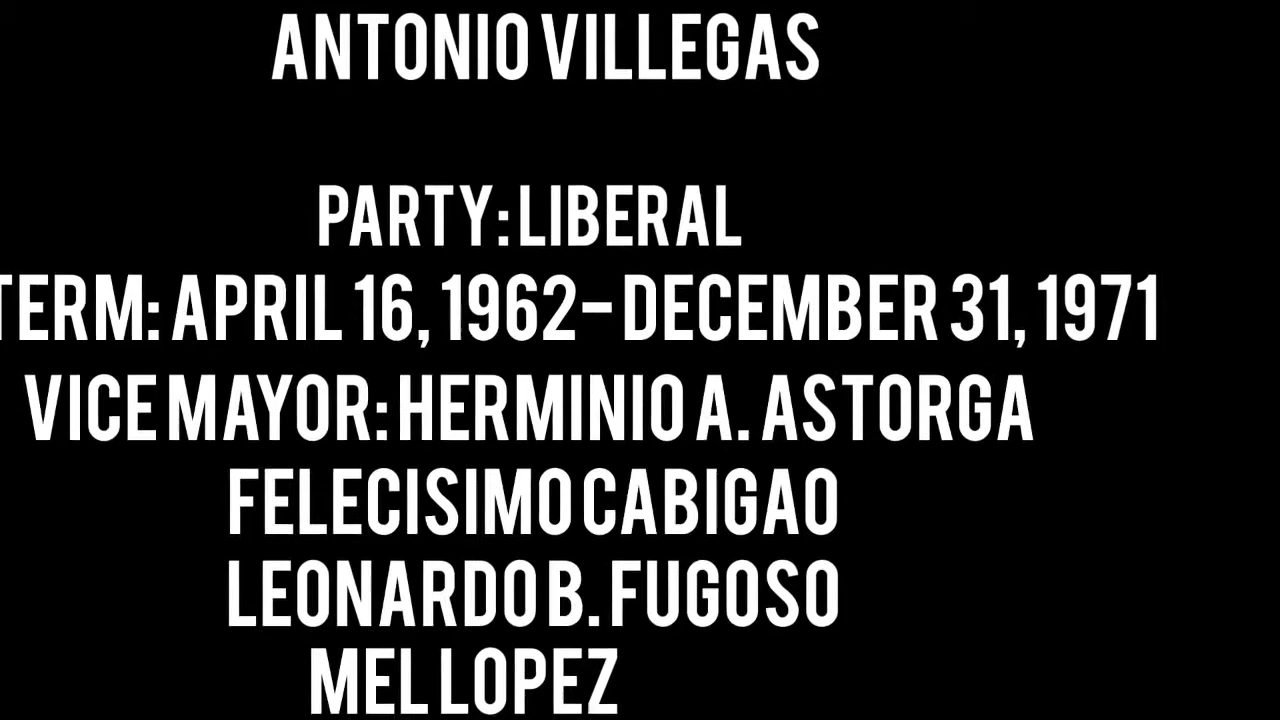 ANTONIO VILLEGAS
PARTY: LIBERAL
TERM: APRIL 16, 1962- DECEMBER 31, 1971
VICE MAYOR: HERMINIO A. ASTORGA
FELECISIMO CABIGAO
LEONARDO B. FUGOSO
MEL LOPEZ